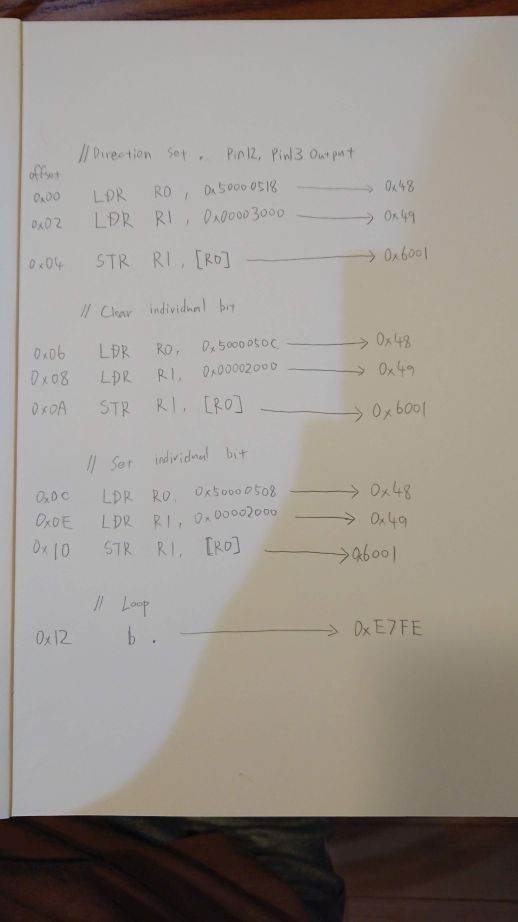 // Direction Set . Pin12, Pin13 Output
offset
0x00 LDR R0, 0x50000518 → 0x48
0x02 LDR R1, 0x00003000 → 0x49
0x04 STR R1, [R0] → 0x6001
// Clear individual bit
0x06 LDR R0, 0x5000050C → 0x48
0x08 LDR R1, 0x00002000 → 0x49
0x0A STR R1, [R0] → 0x6001
// Set individual bit
0x0C LDR R0, 0x50000508 → 0x48
0x0E LDR R1, 0x00002000 → 0x49
0x10 STR R1, [R0] → 0x6001
// Loop
0x12 b . → 0xE7FE